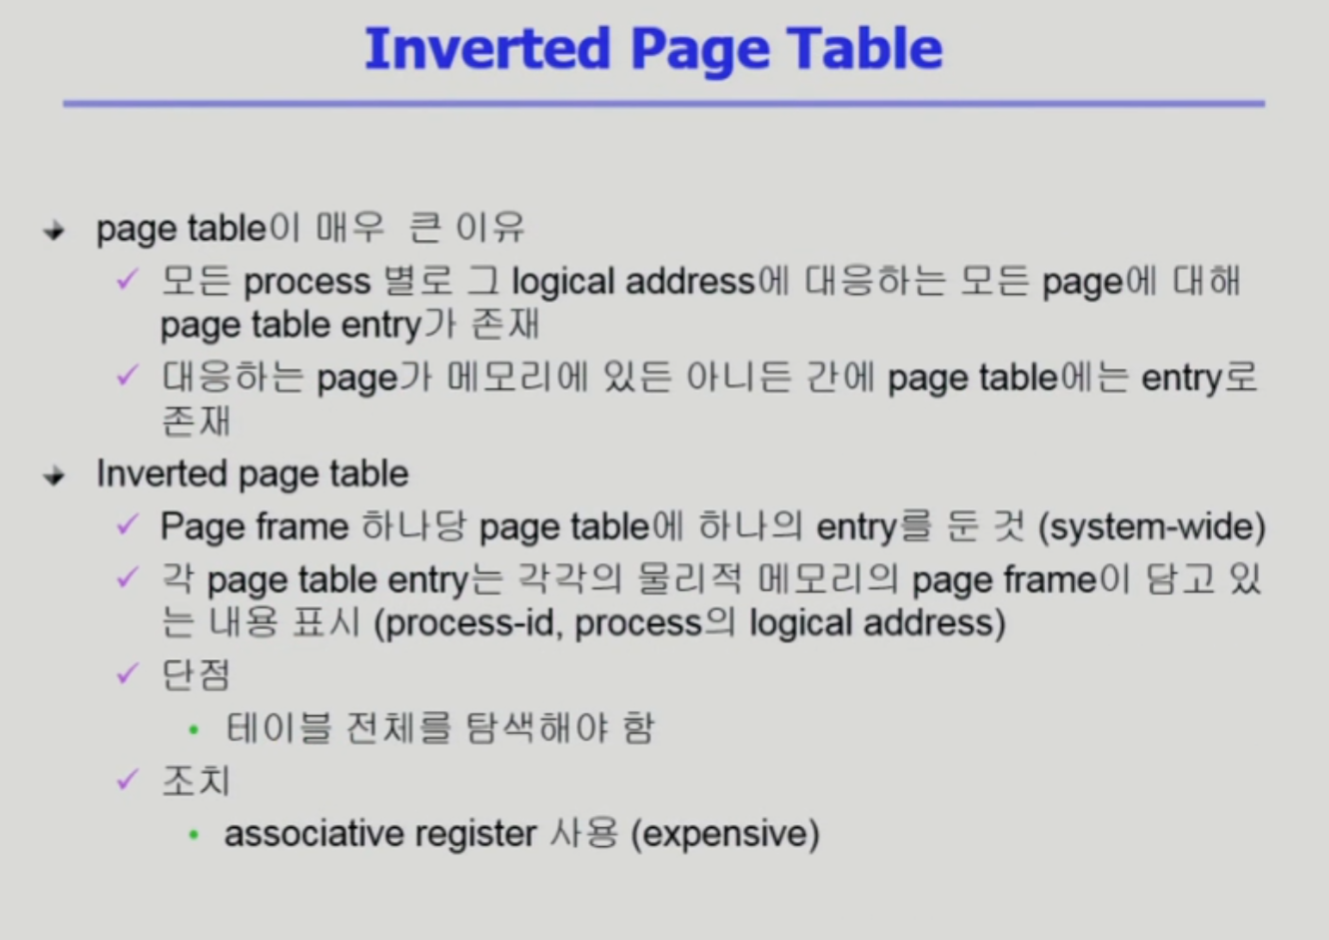 Inverted Page Table
page table이 매우 큰 이유
모든 process 별로 그 logical address에 대응하는 모든 page에 대해
page table entry가 존재
대응하는 page가 메모리에 있든 아니든 간에 page table에는 entry로
존재
Inverted page table
Page frame 하나당 page table에 하나의 entry를 둔 것 (system-wide)
각 page table entry는 각각의 물리적 메모리의 page frame이 담고 있
는 내용 표시 (process-id, process의 logical address)
단점
테이블 전체를 탐색해야 함
조치
associative register 사용 (expensive)